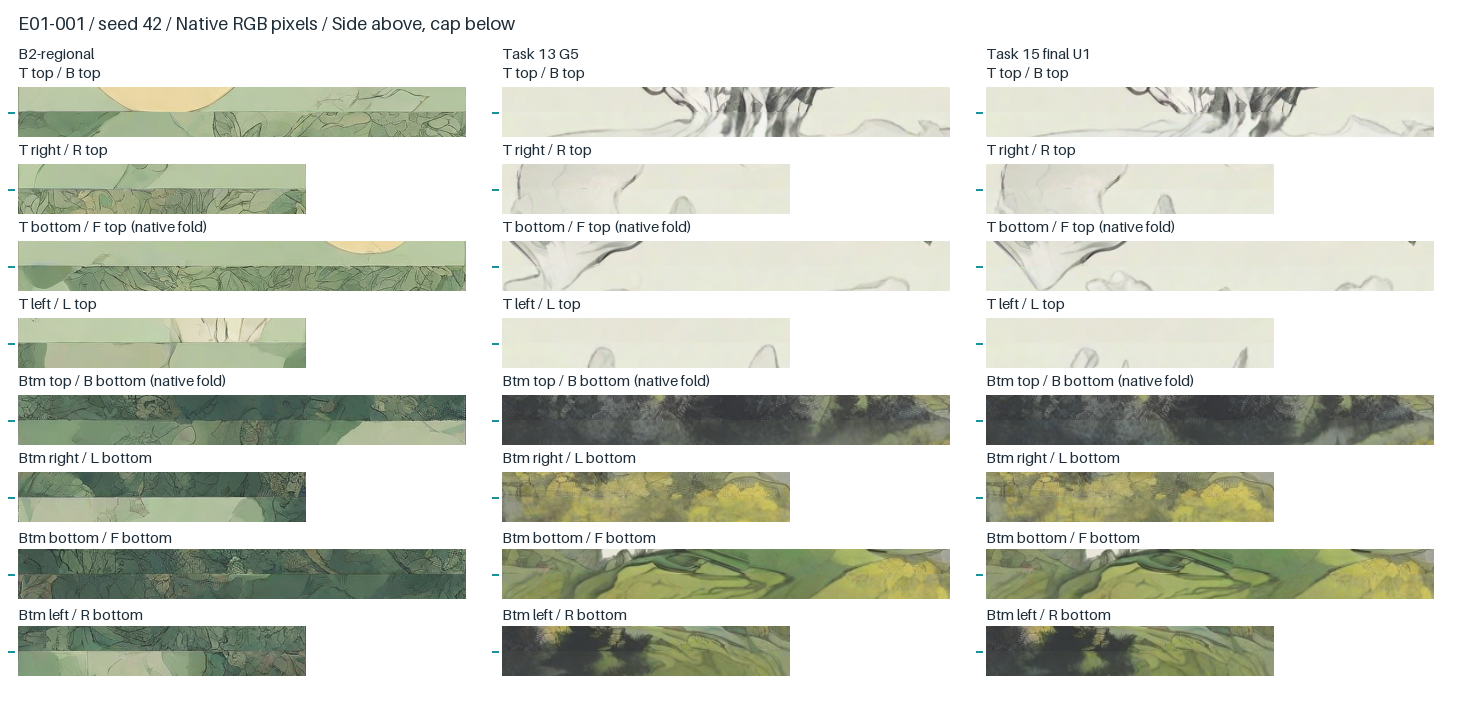 E01-001 / seed 42 / Native RGB pixels / Side above, cap below
B2-regional
T top / B top
T right / R top
T bottom / F top (native fold)
T left / L top
Btm top / B bottom (native fold)
Btm right / L bottom
Btm bottom / F bottom
Btm left / R bottom
Task 13 G5
T top / B top
T right / R top
T bottom / F top (native fold)
T left / L top
Btm top / B bottom (native fold)
Btm right / L bottom
Btm bottom / F bottom
Btm left / R bottom
Task 15 final U1
T top / B top
T right / R top
T bottom / F top (native fold)
T left / L top
Btm top / B bottom (native fold)
Btm right / L bottom
Btm bottom / F bottom
Btm left / R bottom